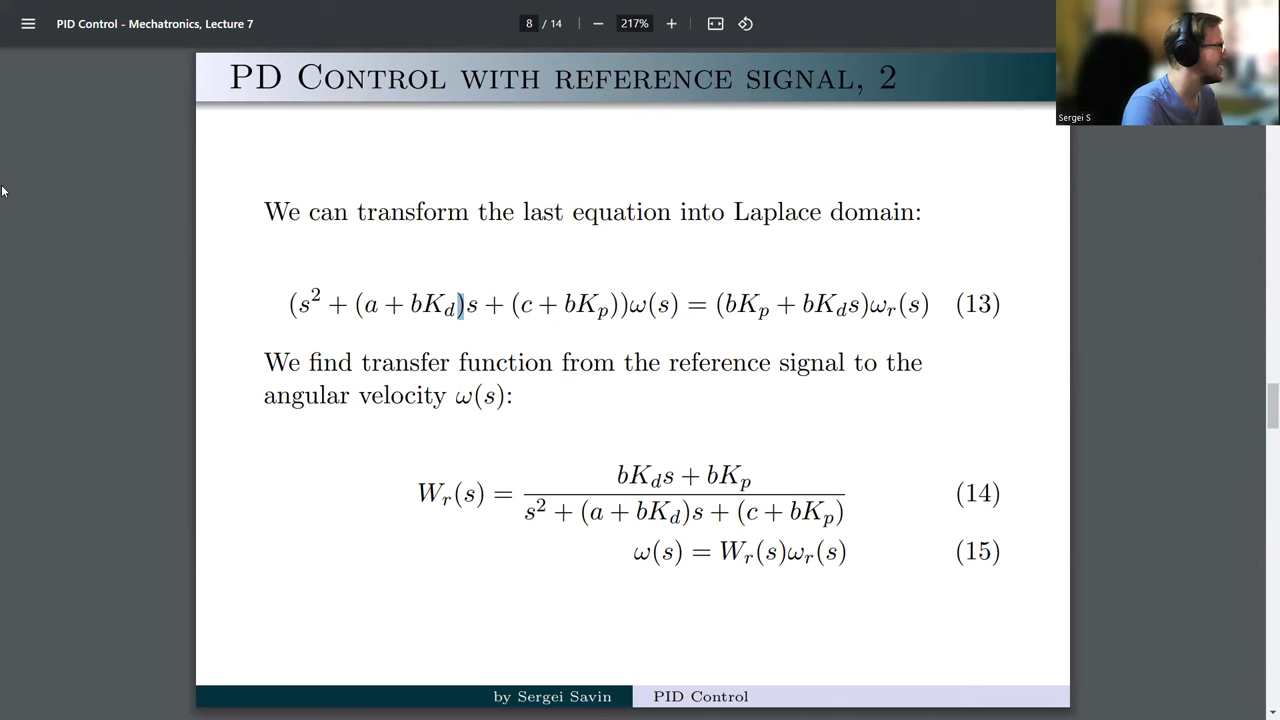 PID Control - Mechatronics, Lecture 7
8 / 14
217%
PD Control with reference signal, 2
Sergei S
We can transform the last equation into Laplace domain:
(s² + (a + bK_d)s + (c + bK_p))ω(s) = (bK_p + bK_d s)ω_r(s) (13)
We find transfer function from the reference signal to the
angular velocity ω(s):
W_r(s) = \frac{bK_d s + bK_p}{s² + (a + bK_d)s + (c + bK_p)} (14)
ω(s) = W_r(s)ω_r(s) (15)
by Sergei Savin PID Control